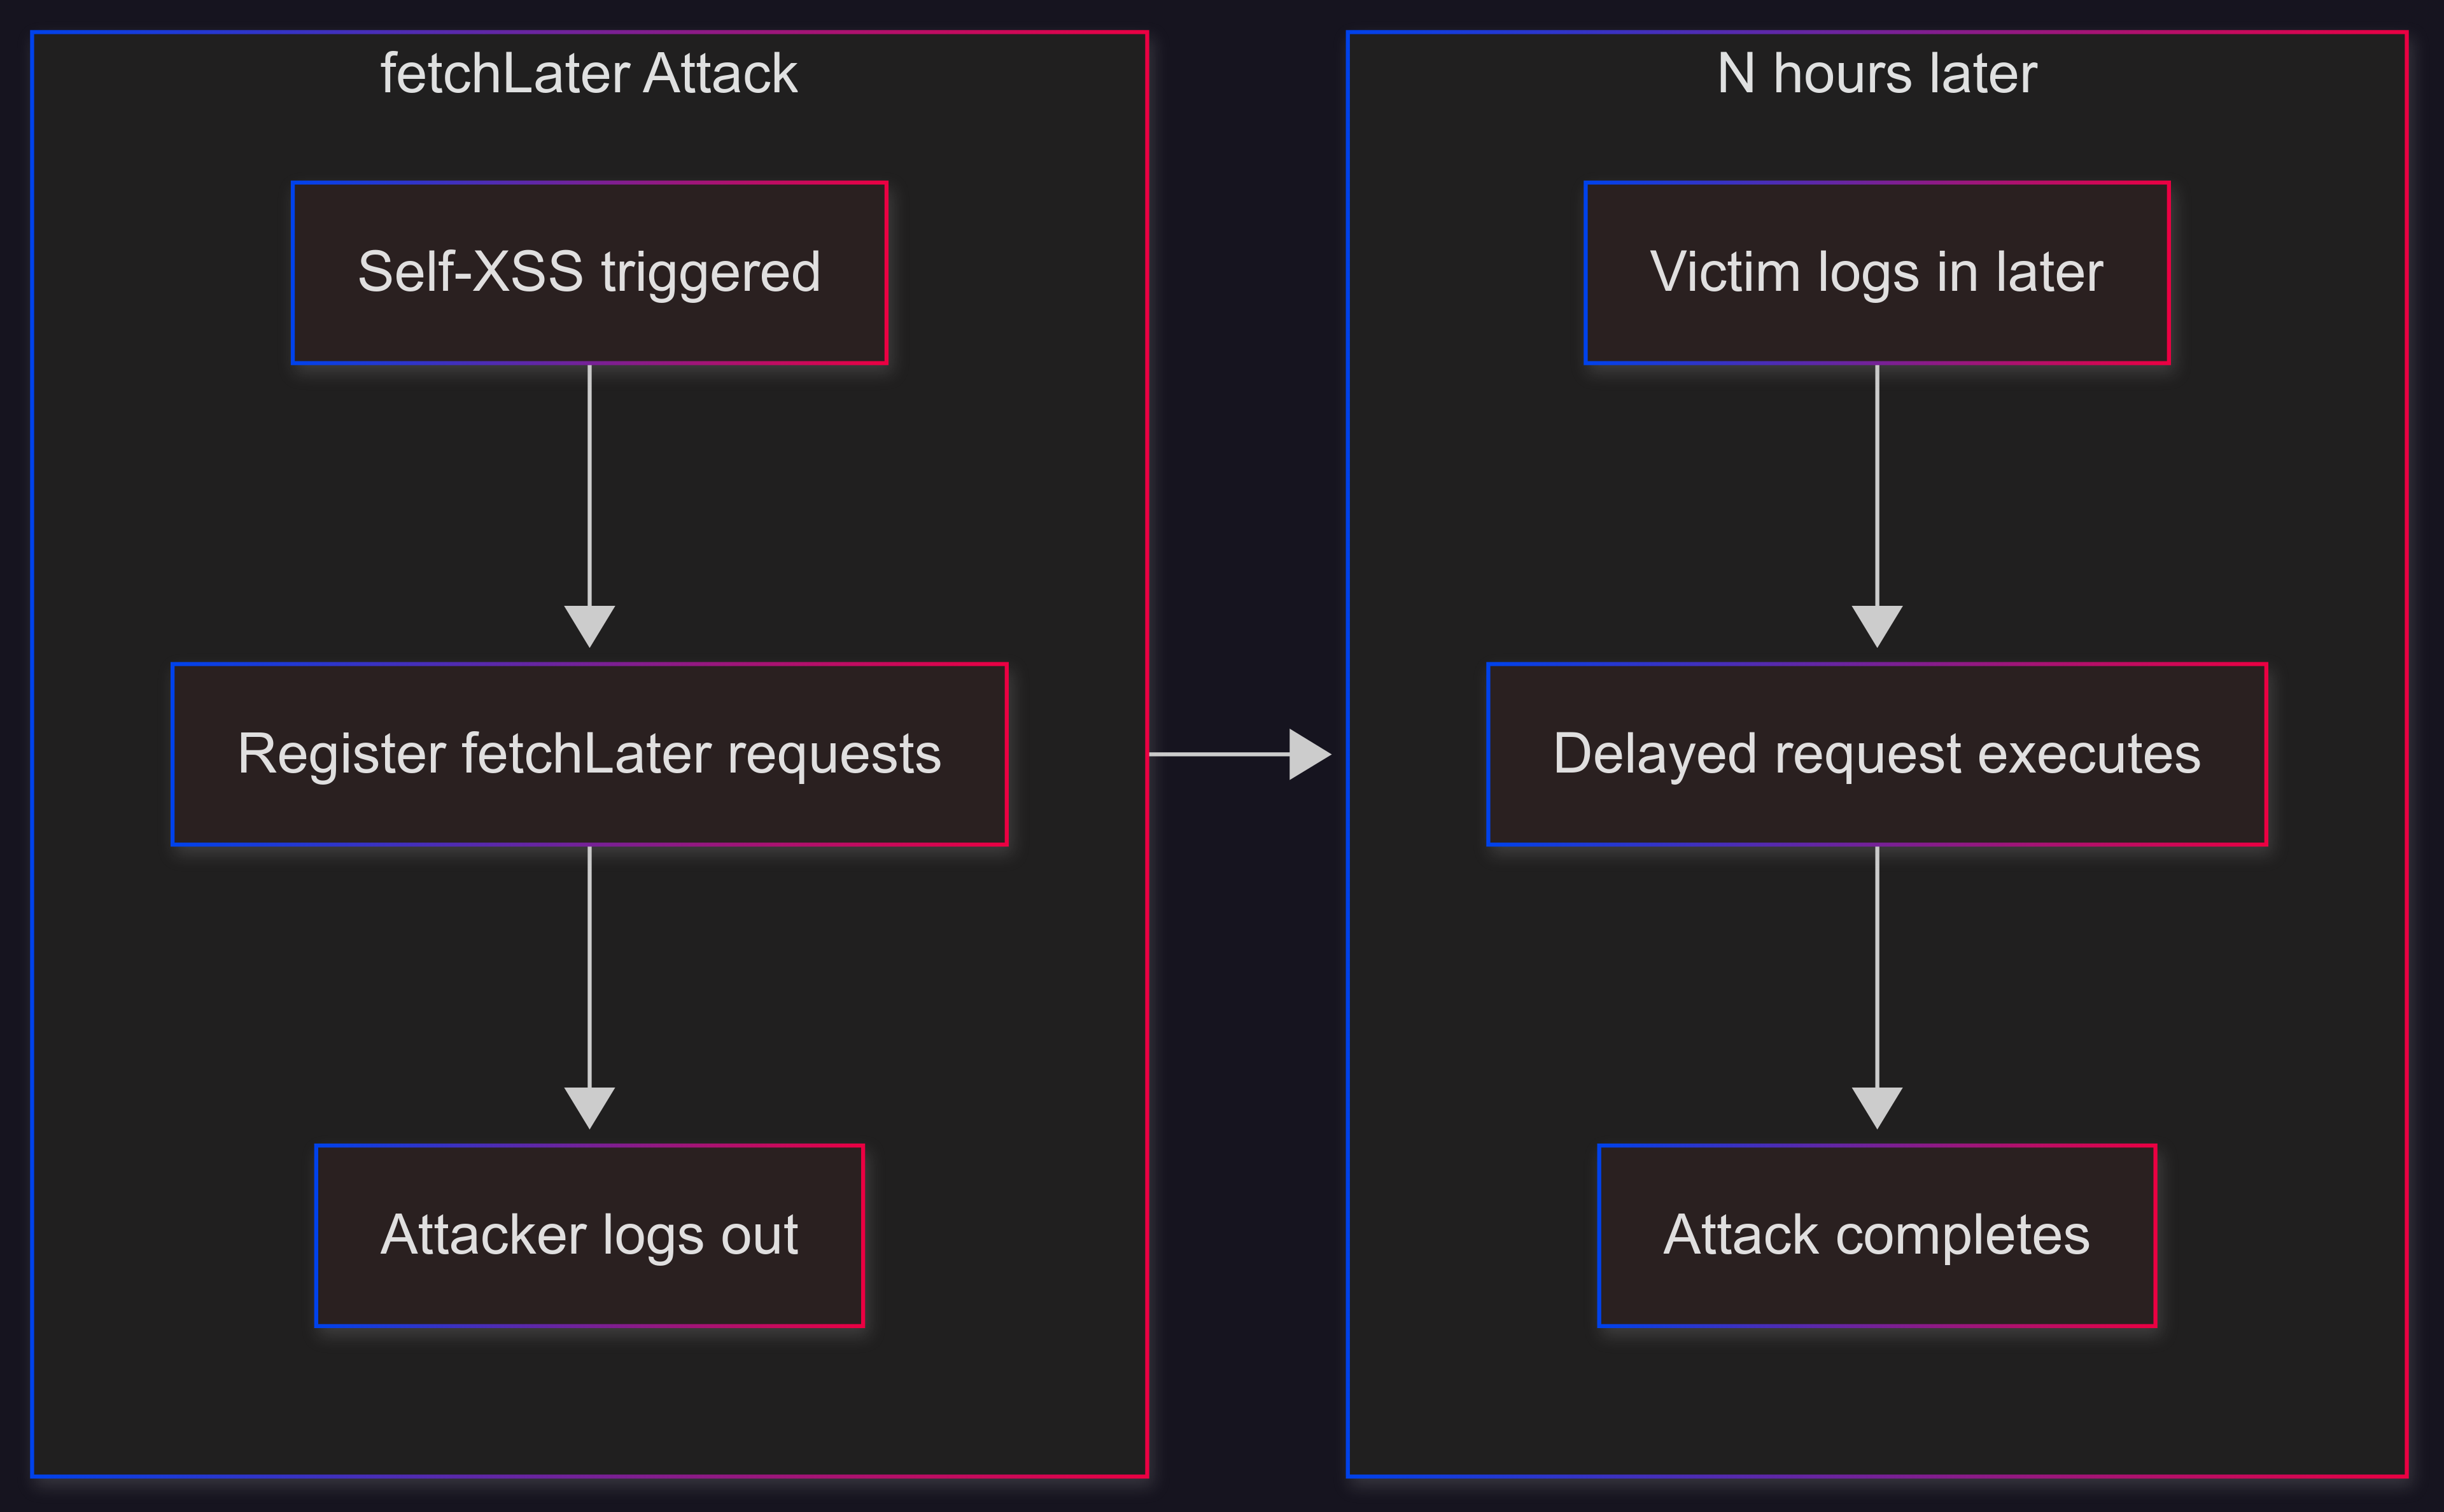 fetchLater Attack
Self-XSS triggered
Register fetchLater requests
Attacker logs out
N hours later
Victim logs in later
Delayed request executes
Attack completes